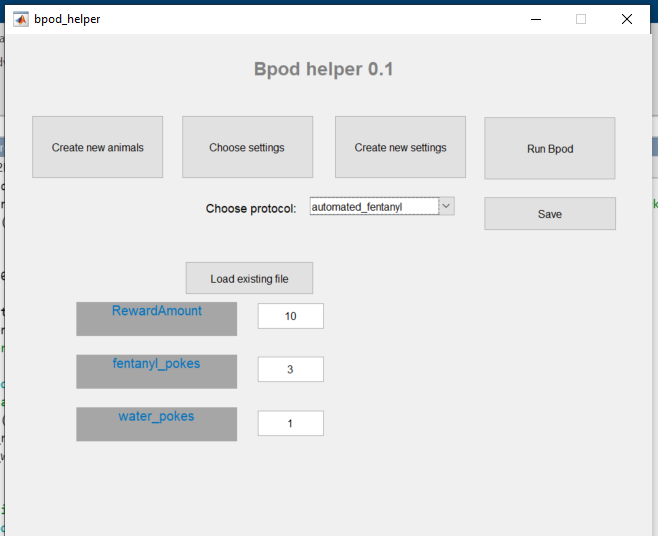 bpod_helper
Bpod helper 0.1
Create new animals
Choose settings
Create new settings
Run Bpod
Choose protocol:
automated_fentanyl
Save
Load existing file
RewardAmount
10
fentanyl_pokes
3
water_pokes
1